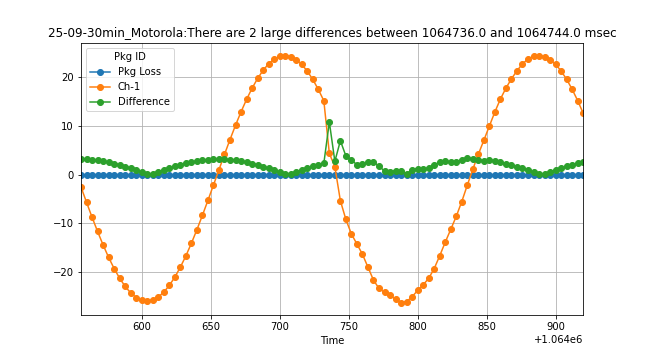 25-09-30min_Motorola:There are 2 large differences between 1064736.0 and 1064744.0 msec
Pkg ID
Pkg Loss
Ch-1
Difference
20
10
0
−10
−20
600
650
700
750
800
850
900
Time
+1.064e6